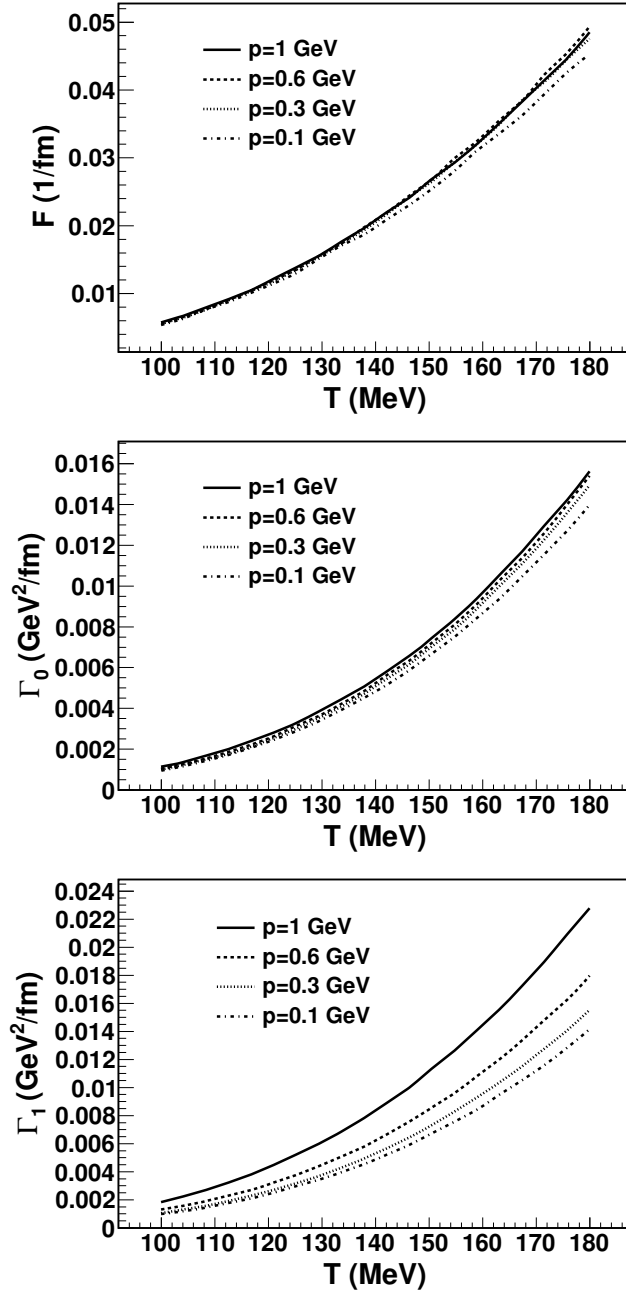 0.05
0.04
0.03
0.02
0.01
F (1/fm)
p=1 GeV
p=0.6 GeV
p=0.3 GeV
p=0.1 GeV
100 110 120 130 140 150 160 170 180
T (MeV)
0.016
0.014
0.012
0.01
0.008
0.006
0.004
0.002
0
Γ₀ (GeV²/fm)
p=1 GeV
p=0.6 GeV
p=0.3 GeV
p=0.1 GeV
100 110 120 130 140 150 160 170 180
T (MeV)
0.024
0.022
0.02
0.018
0.016
0.014
0.012
0.01
0.008
0.006
0.004
0.002
0
Γ₁ (GeV²/fm)
p=1 GeV
p=0.6 GeV
p=0.3 GeV
p=0.1 GeV
100 110 120 130 140 150 160 170 180
T (MeV)